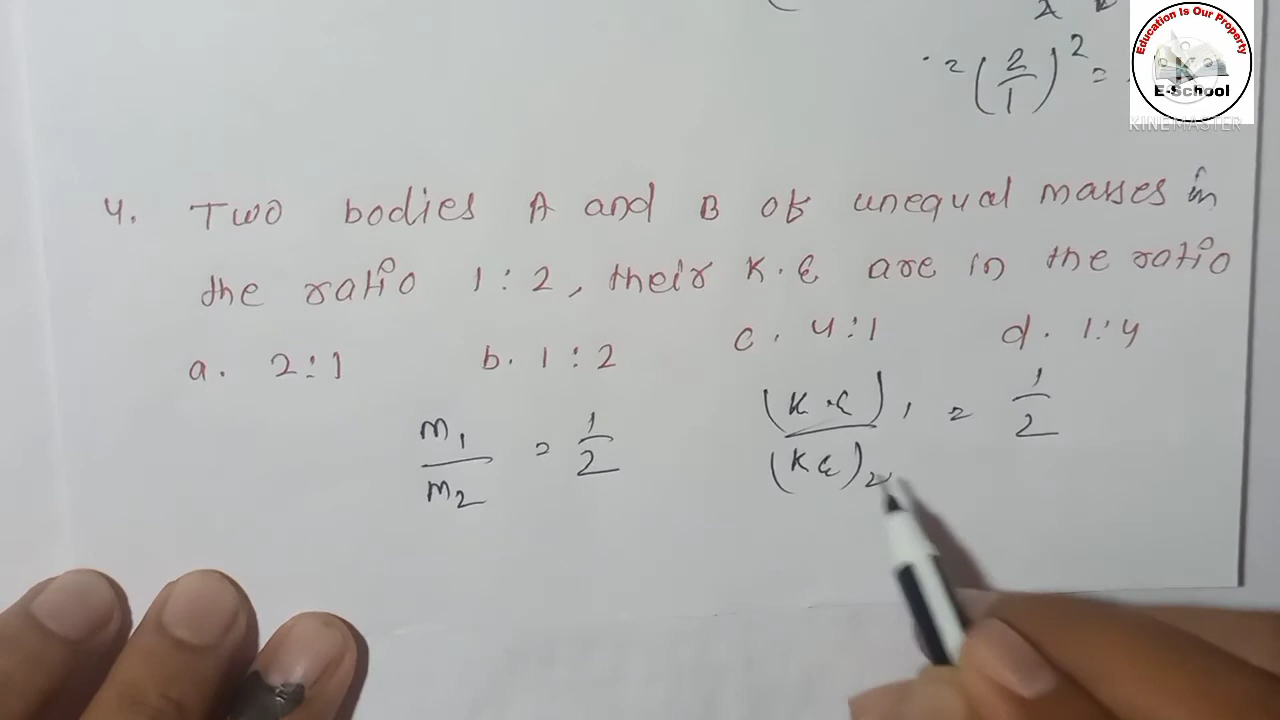 = (2/1)² =
Education Is Our Property
K
E-School
KINEMASTER
4. Two bodies A and B of unequal masses in
the ratio 1 : 2, their K.E are in the ratio
a. 2:1 b. 1 : 2 c. 4:1 d. 1:4
m₁/m₂ = 1/2 (K.E)₁/(KE)₂ = 1/2